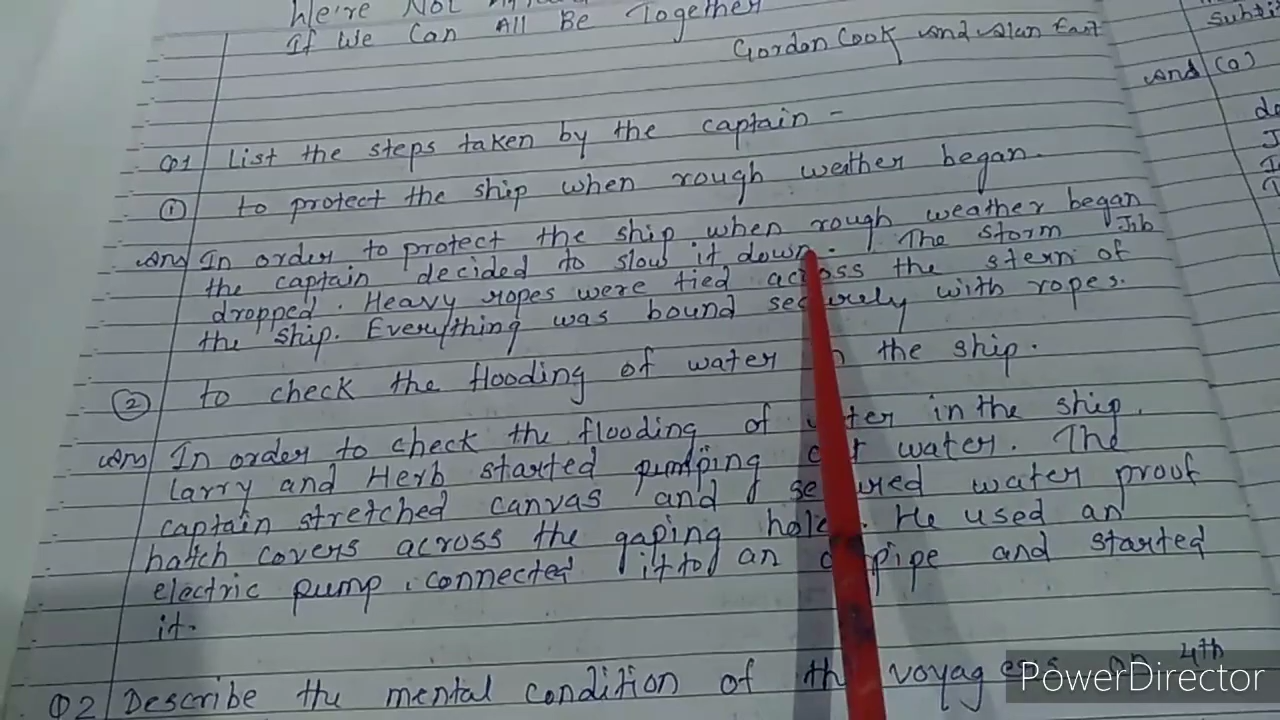 We're Not
If We Can All Be Together
Gordon Cook and Alan East
Q1 List the steps taken by the captain -
① to protect the ship when rough weather began.
Ans In order to protect the ship when rough weather began
the captain decided to slow it down. The storm Jib
dropped. Heavy ropes were tied across the stern of
the ship. Everything was bound securely with ropes.
② to check the flooding of water the ship.
Ans In order to check the flooding of water in the ship.
Larry and Herb started pumping out water. The
captain stretched canvas and secured water proof
hatch covers across the gaping holes. He used an
electric pump, connected it to an pipe and started
it.
Q2 Describe the mental condition of the voyagers on 4th
and (a)
PowerDirector